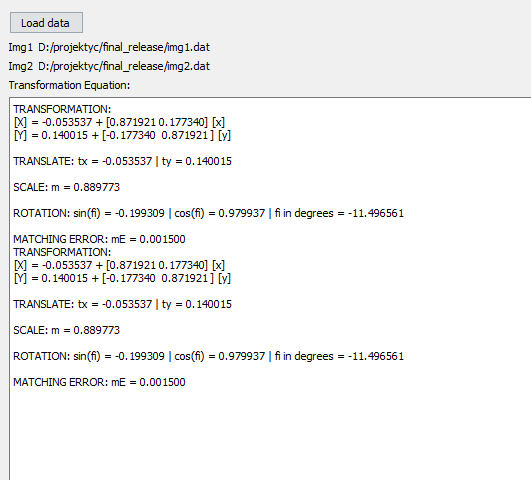 Load data
Img1 D:/projektyc/final_release/img1.dat
Img2 D:/projektyc/final_release/img2.dat
Transformation Equation:
TRANSFORMATION:
[X] = -0.053537 + [0.871921 0.177340] [x]
[Y] = 0.140015 + [-0.177340 0.871921 ] [y]
TRANSLATE: tx = -0.053537 | ty = 0.140015
SCALE: m = 0.889773
ROTATION: sin(fi) = -0.199309 | cos(fi) = 0.979937 | fi in degrees = -11.496561
MATCHING ERROR: mE = 0.001500
TRANSFORMATION:
[X] = -0.053537 + [0.871921 0.177340] [x]
[Y] = 0.140015 + [-0.177340 0.871921 ] [y]
TRANSLATE: tx = -0.053537 | ty = 0.140015
SCALE: m = 0.889773
ROTATION: sin(fi) = -0.199309 | cos(fi) = 0.979937 | fi in degrees = -11.496561
MATCHING ERROR: mE = 0.001500